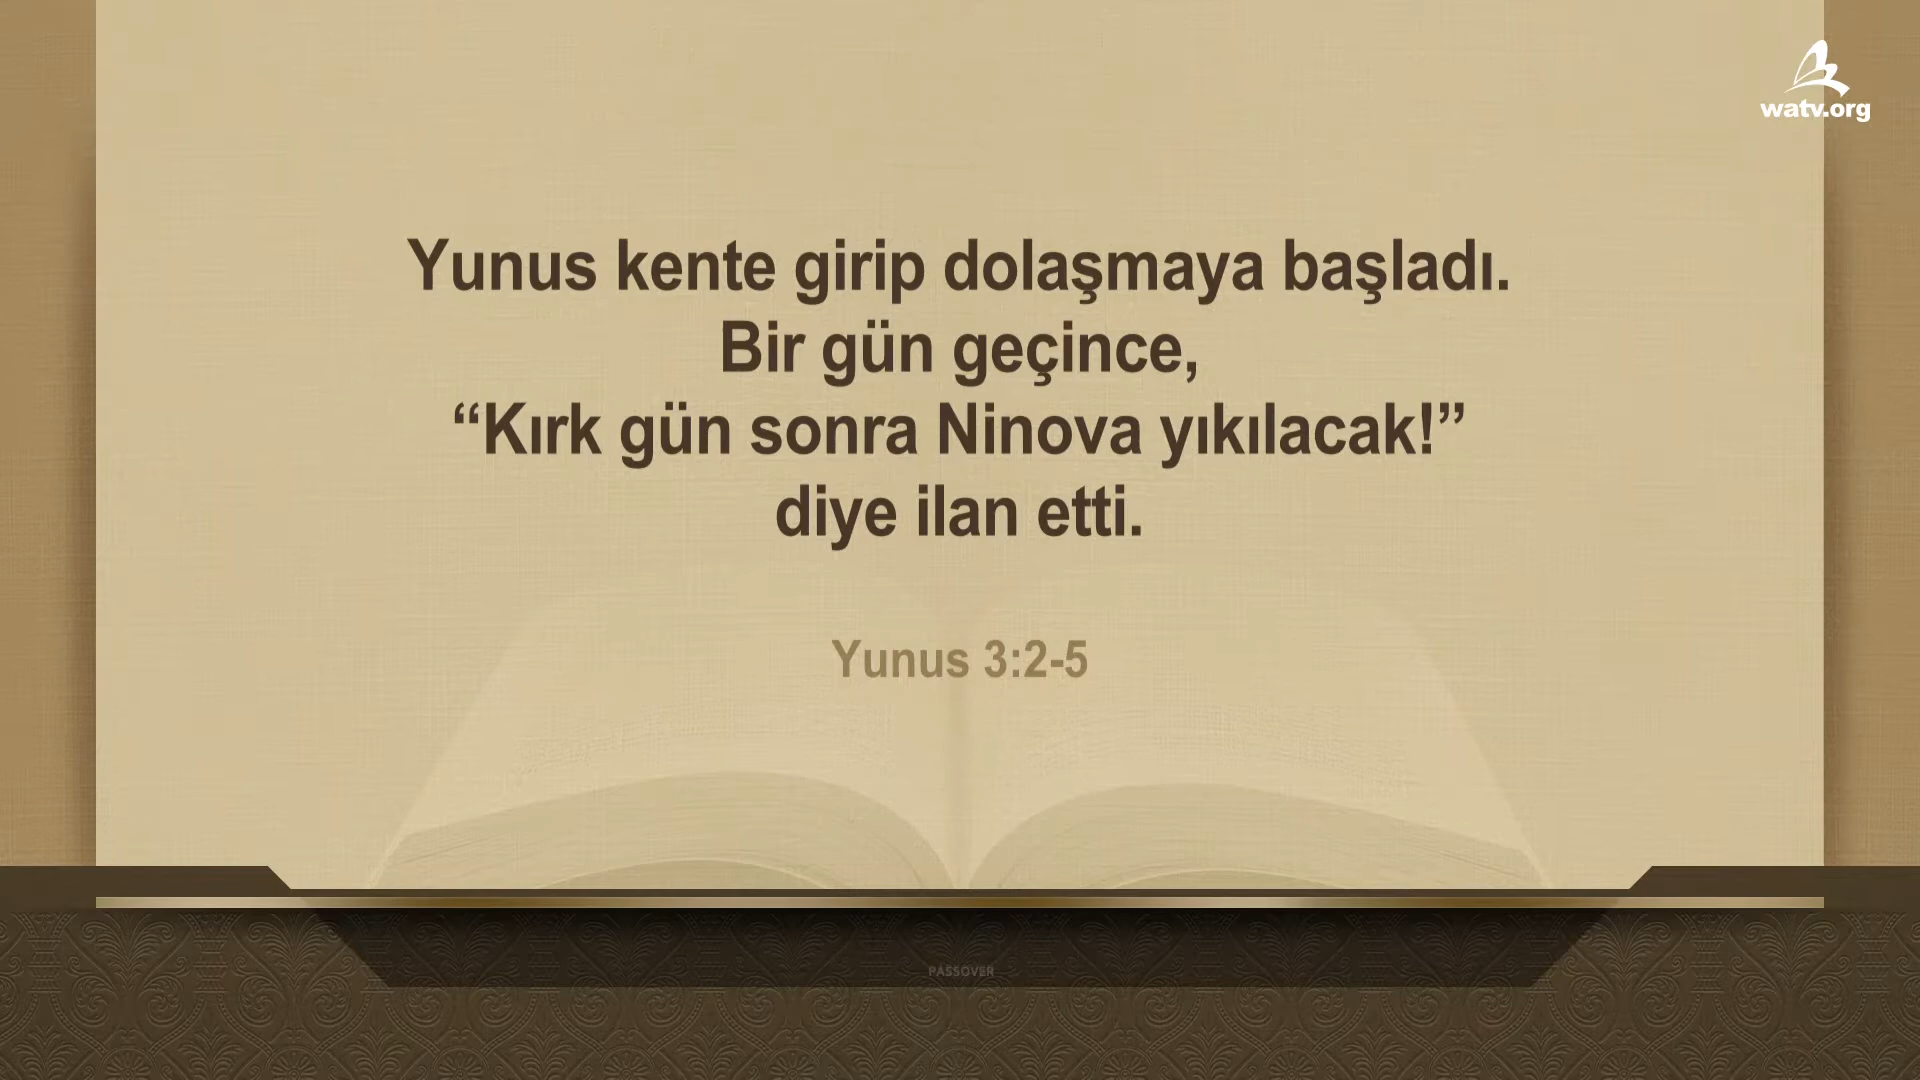 watv.org
Yunus kente girip dolaşmaya başladı.
Bir gün geçince,
“Kırk gün sonra Ninova yıkılacak!”
diye ilan etti.
Yunus 3:2-5
PASSOVER